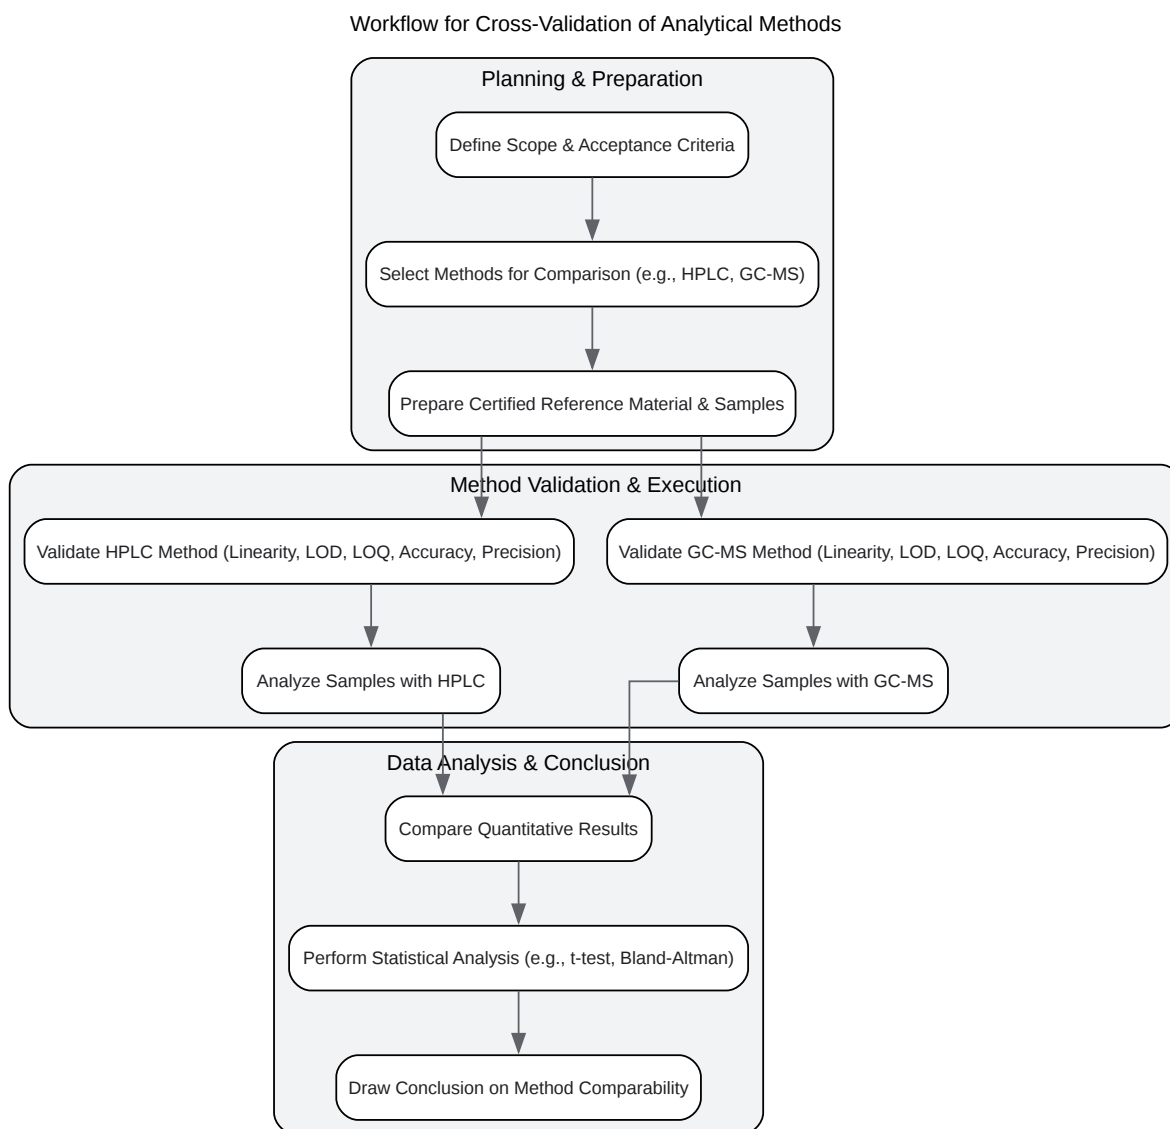 Workflow for Cross-Validation of Analytical Methods
Planning & Preparation
Define Scope & Acceptance Criteria
Select Methods for Comparison (e.g., HPLC, GC-MS)
Prepare Certified Reference Material & Samples
Method Validation & Execution
Validate HPLC Method (Linearity, LOD, LOQ, Accuracy, Precision)
Validate GC-MS Method (Linearity, LOD, LOQ, Accuracy, Precision)
Analyze Samples with HPLC
Analyze Samples with GC-MS
Data Analysis & Conclusion
Compare Quantitative Results
Perform Statistical Analysis (e.g., t-test, Bland-Altman)
Draw Conclusion on Method Comparability